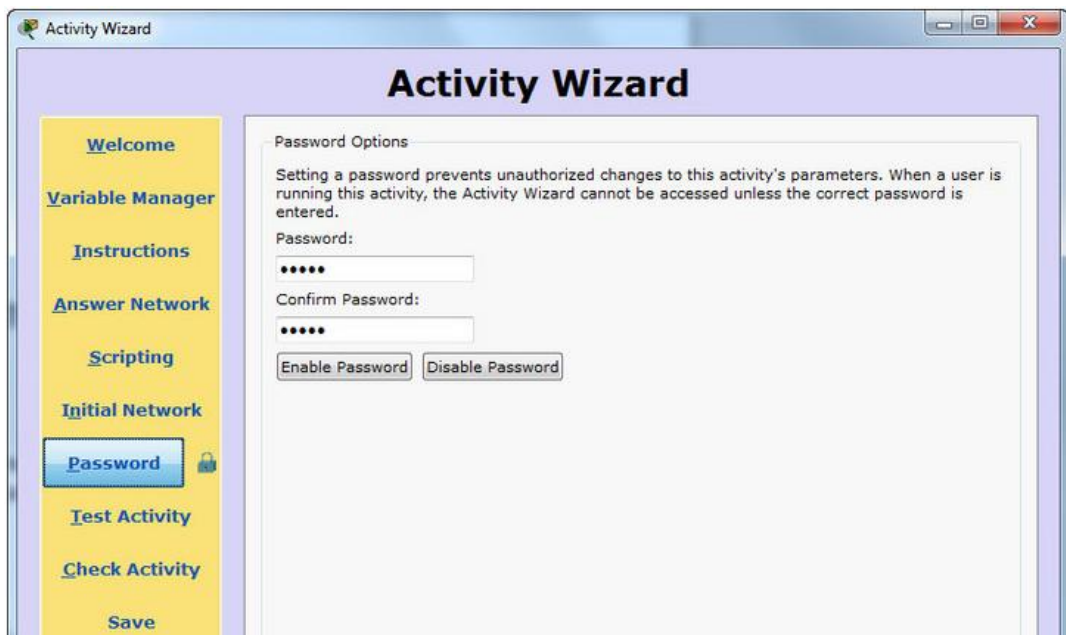 Activity Wizard
Activity Wizard
Welcome
Variable Manager
Instructions
Answer Network
Scripting
Initial Network
Password
Test Activity
Check Activity
Save
Password Options
Setting a password prevents unauthorized changes to this activity's parameters. When a user is
running this activity, the Activity Wizard cannot be accessed unless the correct password is
entered.
Password:
•••••
Confirm Password:
•••••
Enable Password Disable Password